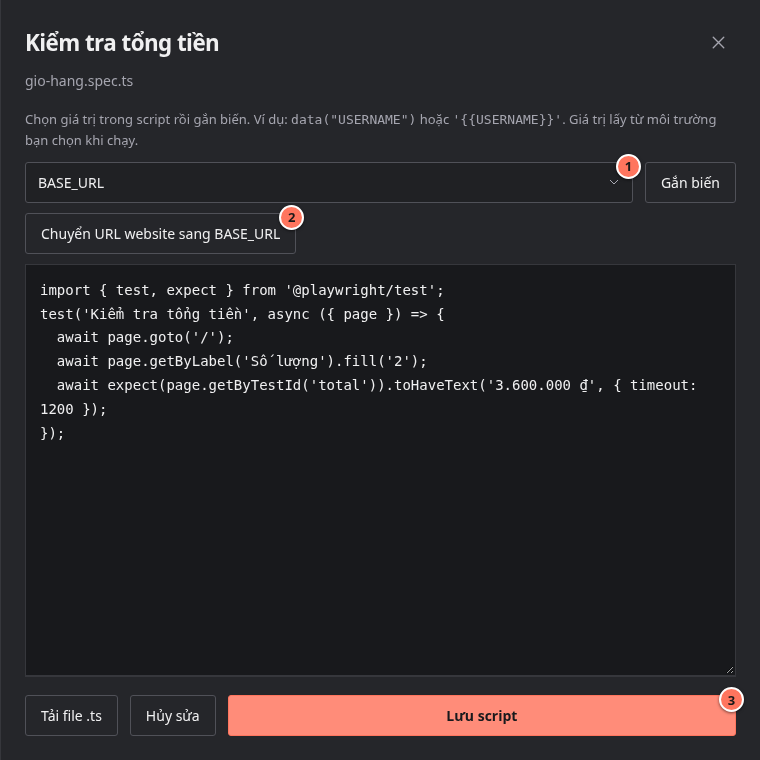 Kiểm tra tổng tiền
gio-hang.spec.ts
Chọn giá trị trong script rồi gắn biến. Ví dụ: data("USERNAME") hoặc '{{USERNAME}}'. Giá trị lấy từ môi trường
bạn chọn khi chạy.
1
BASE_URL
Gắn biến
2
Chuyển URL website sang BASE_URL
import { test, expect } from '@playwright/test';
test('Kiểm tra tổng tiền', async ({ page }) => {
  await page.goto('/');
  await page.getByLabel('Số lượng').fill('2');
  await expect(page.getByTestId('total')).toHaveText('3.600.000 ₫', { timeout:
1200 });
});
3
Tải file .ts
Hủy sửa
Lưu script